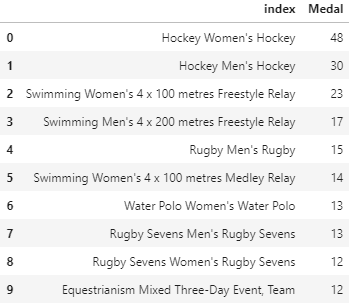 index Medal
0 Hockey Women's Hockey 48
1 Hockey Men's Hockey 30
2 Swimming Women's 4 x 100 metres Freestyle Relay 23
3 Swimming Men's 4 x 200 metres Freestyle Relay 17
4 Rugby Men's Rugby 15
5 Swimming Women's 4 x 100 metres Medley Relay 14
6 Water Polo Women's Water Polo 13
7 Rugby Sevens Men's Rugby Sevens 13
8 Rugby Sevens Women's Rugby Sevens 12
9 Equestrianism Mixed Three-Day Event, Team 12